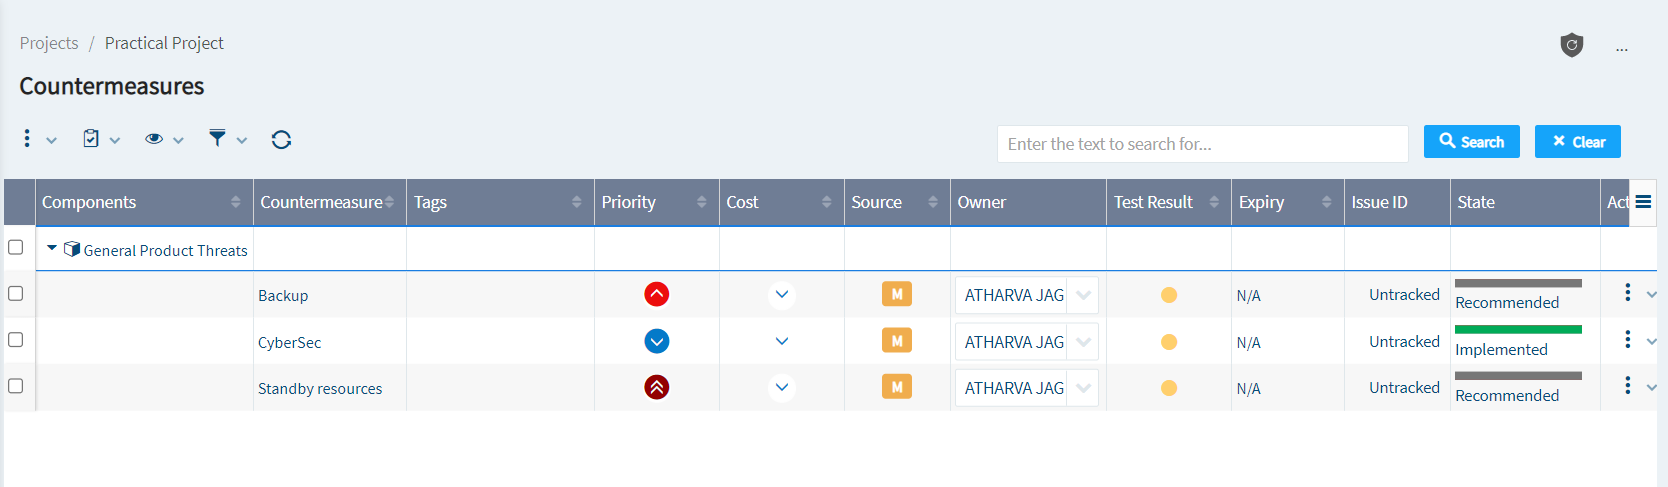 Projects / Practical Project
...
Countermeasures
Enter the text to search for...
Search
Clear
Components Countermeasure Tags Priority Cost Source Owner Test Result Expiry Issue ID State Act
General Product Threats
Backup M ATHARVA JAG N/A Untracked Recommended
CyberSec M ATHARVA JAG N/A Untracked Implemented
Standby resources M ATHARVA JAG N/A Untracked Recommended